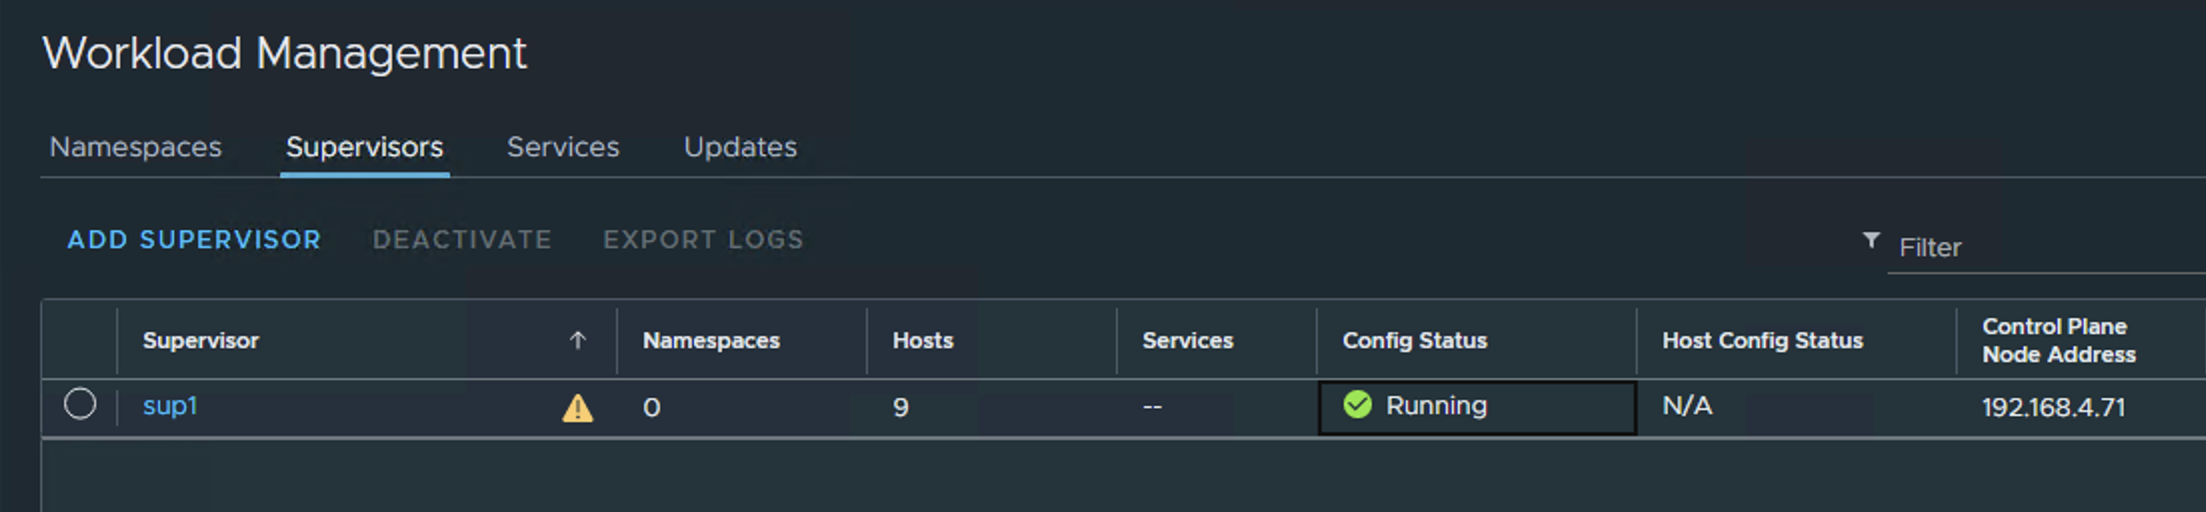 Workload Management
Namespaces Supervisors Services Updates
ADD SUPERVISOR DEACTIVATE EXPORT LOGS
Filter
Supervisor Namespaces Hosts Services Config Status Host Config Status Control Plane Node Address
sup1 0 9 -- Running N/A 192.168.4.71